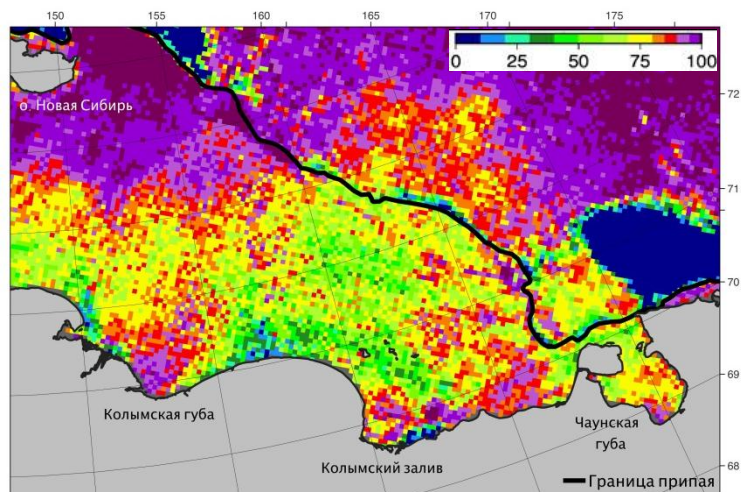 150 155 160 165 170 175
0 25 50 75 100
72
о. Новая Сибирь
71
70
69
Колымская губа
Чаунская
губа
Колымский залив
68
Граница припая